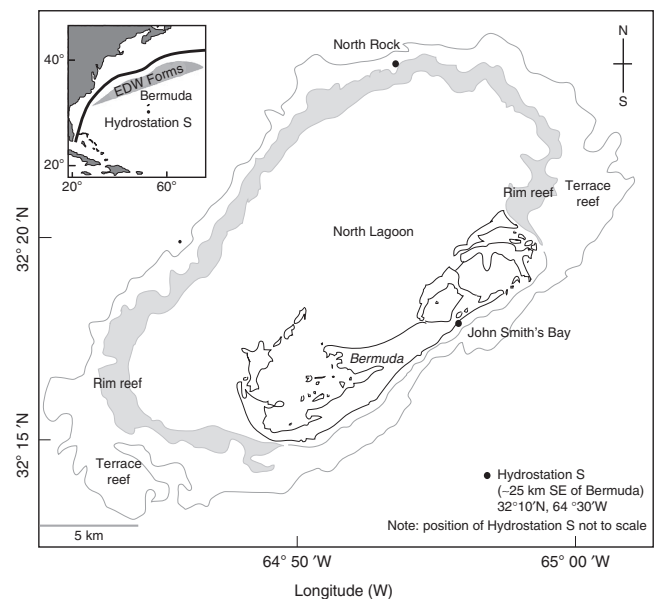 40°
EDW Forms
Bermuda
Hydrostation S
20°
20°
60°
North Rock
N
S
Rim reef
Terrace
reef
North Lagoon
32° 20 ′N
John Smith's Bay
Bermuda
Rim reef
32° 15 ′N
Terrace
reef
Hydrostation S
(~25 km SE of Bermuda)
32°10′N, 64 °30′W
Note: position of Hydrostation S not to scale
5 km
64° 50 ′W
65° 00 ′W
Longitude (W)